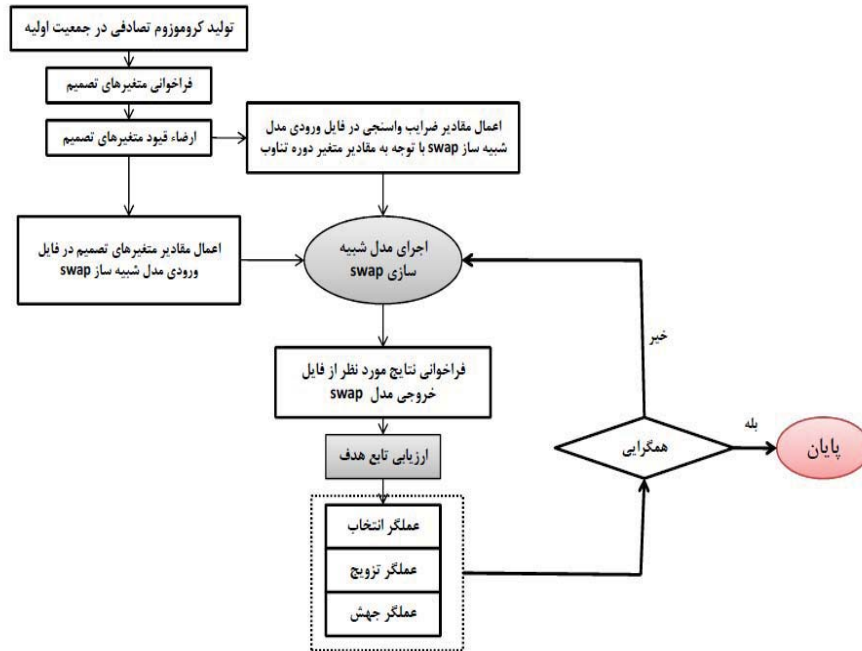 تولید کروموزوم تصادفی در جمعیت اولیه
فراخوانی متغیرهای تصمیم
ارضاء قیود متغیرهای تصمیم
اعمال مقادیر ضرایب واسنجی در فایل ورودی مدل
شبیه ساز swap با توجه به مقادیر متغیر دوره تناوب
اعمال مقادیر متغیرهای تصمیم در فایل
ورودی مدل شبیه ساز swap
اجرای مدل شبیه
سازی swap
فراخوانی نتایج مورد نظر از فایل
خروجی مدل swap
ارزیابی تابع هدف
عملگر انتخاب
عملگر تزویج
عملگر جهش
همگرایی
خیر
بله
پایان